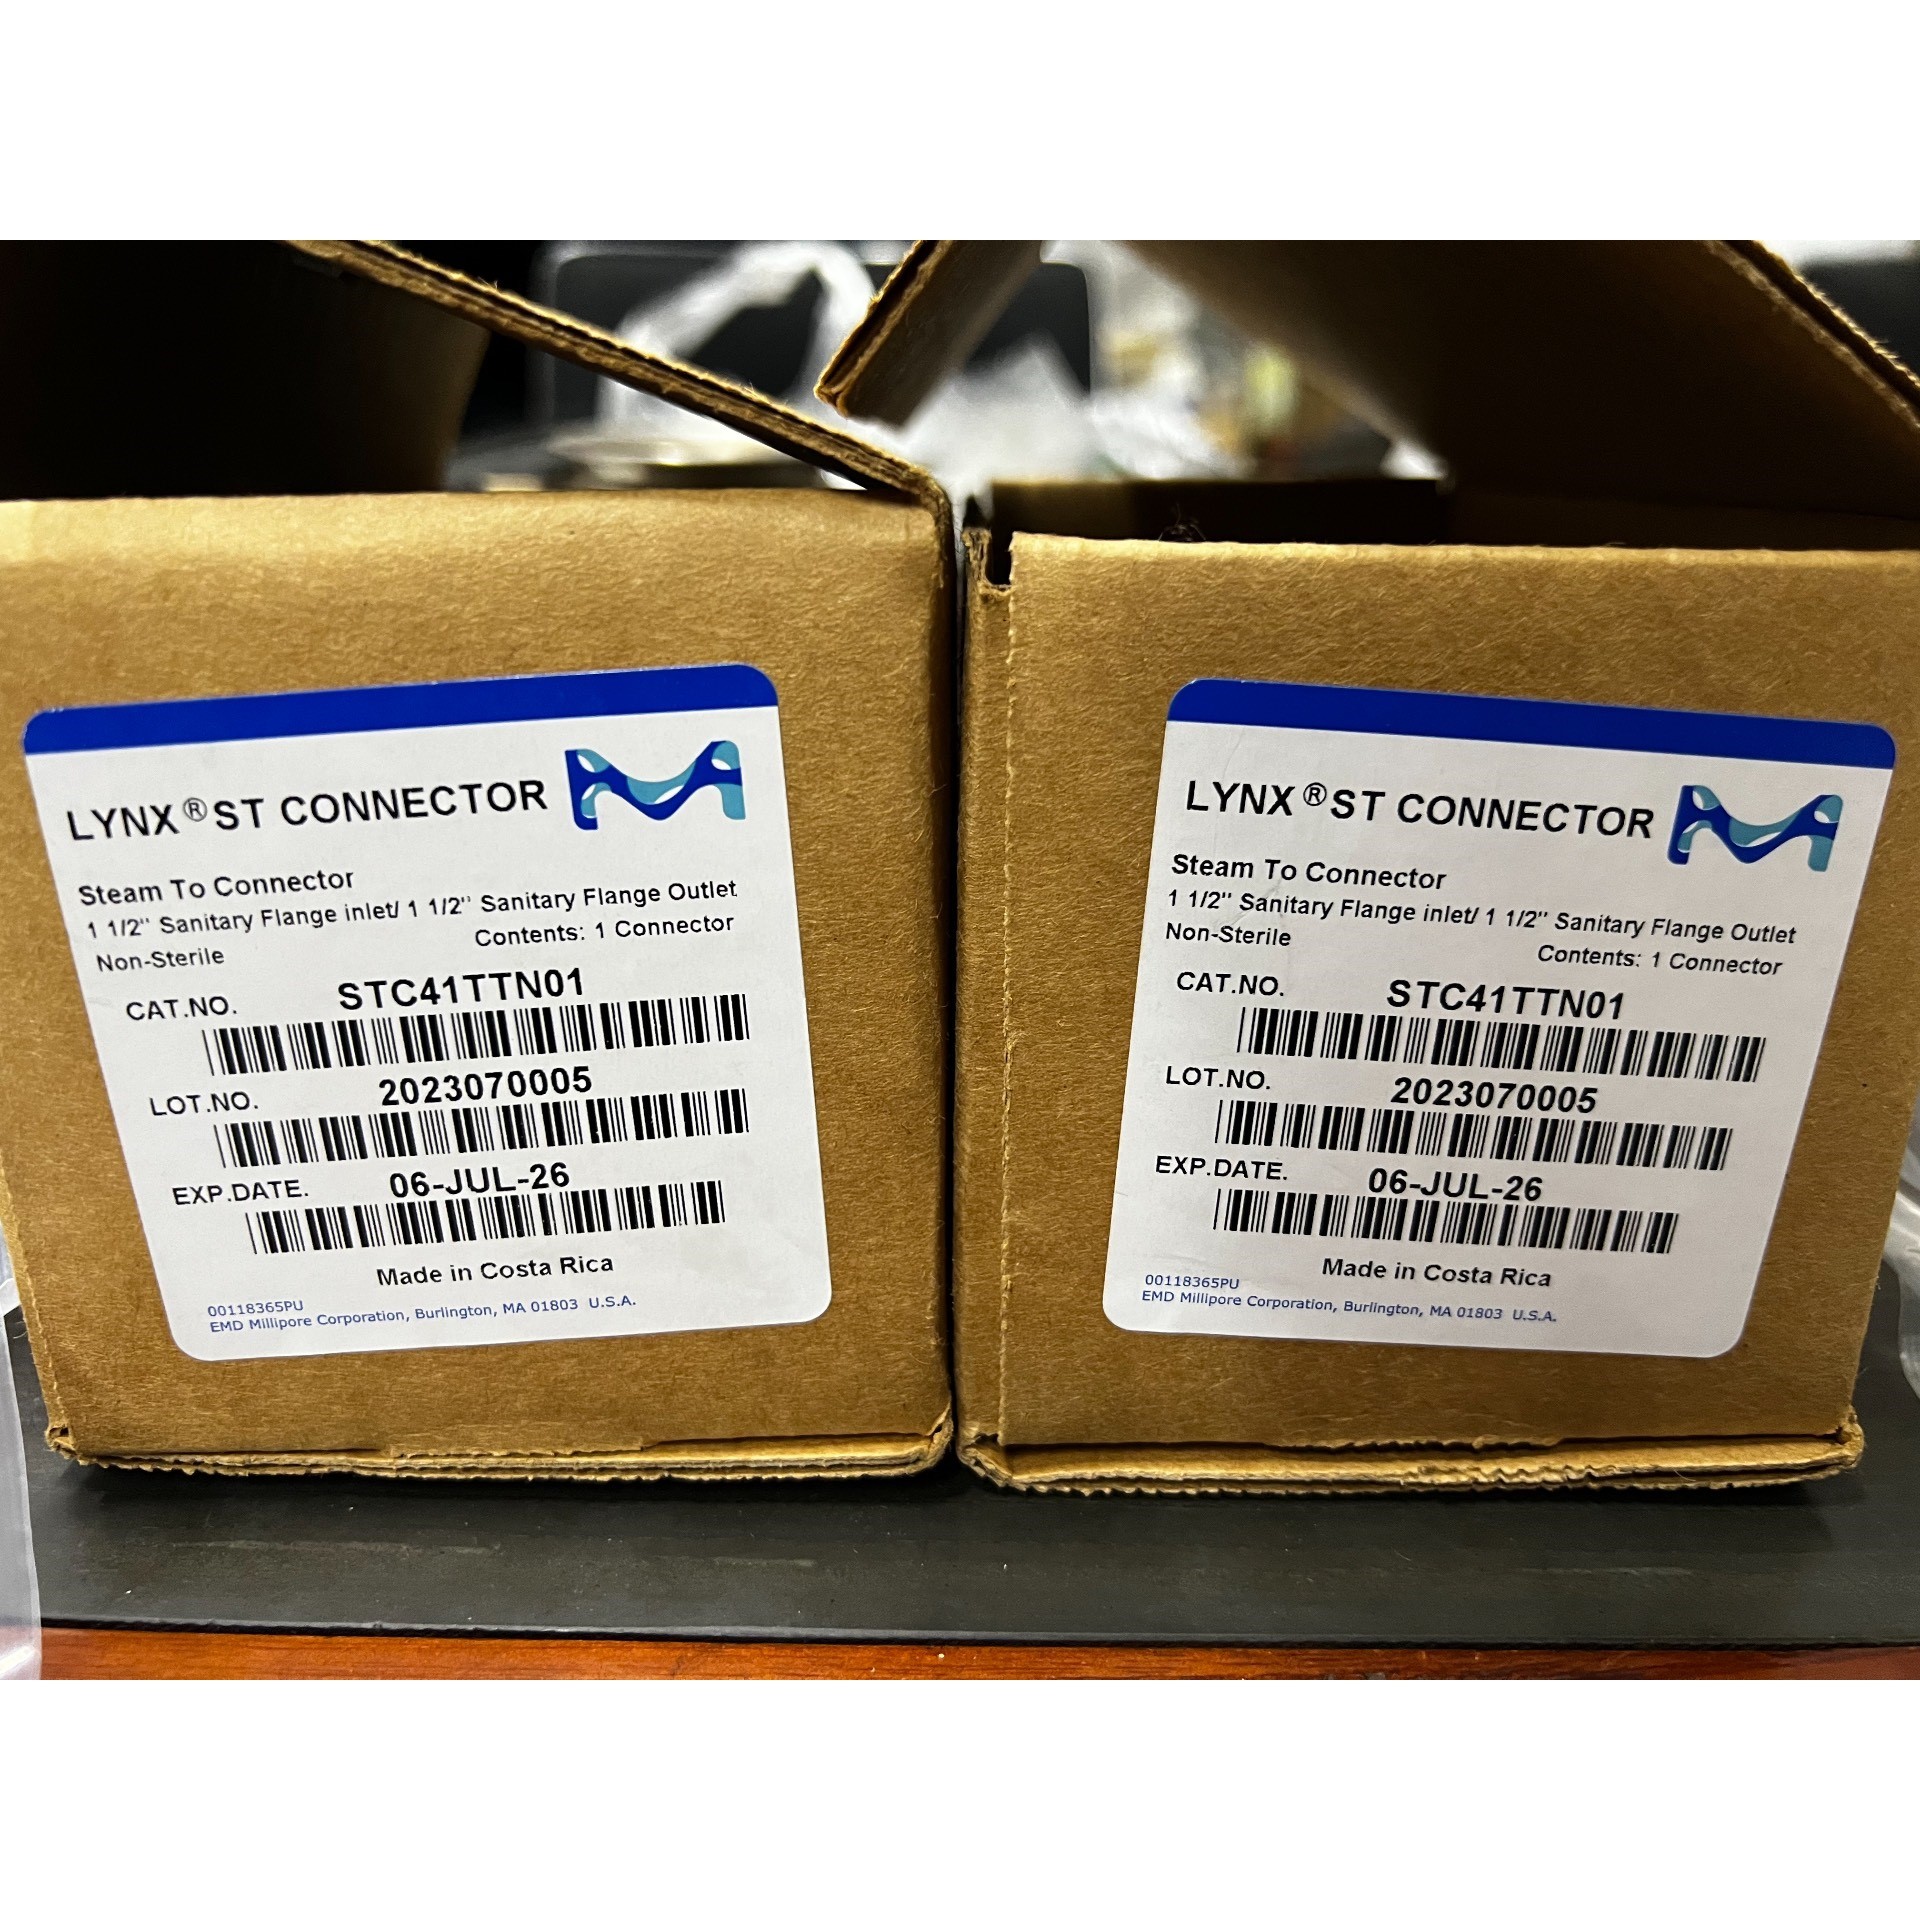 LYNX® ST CONNECTOR
Steam To Connector
1 1/2" Sanitary Flange inlet/ 1 1/2" Sanitary Flange Outlet
Non-Sterile
Contents: 1 Connector
CAT.NO. STC41TTN01
LOT.NO. 2023070005
EXP.DATE. 06-JUL-26
Made in Costa Rica
00118365PU
EMD Millipore Corporation, Burlington, MA 01803 U.S.A.
LYNX® ST CONNECTOR
Steam To Connector
1 1/2" Sanitary Flange inlet/ 1 1/2" Sanitary Flange Outlet
Non-Sterile
Contents: 1 Connector
CAT.NO. STC41TTN01
LOT.NO. 2023070005
EXP.DATE. 06-JUL-26
Made in Costa Rica
00118365PU
EMD Millipore Corporation, Burlington, MA 01803 U.S.A.